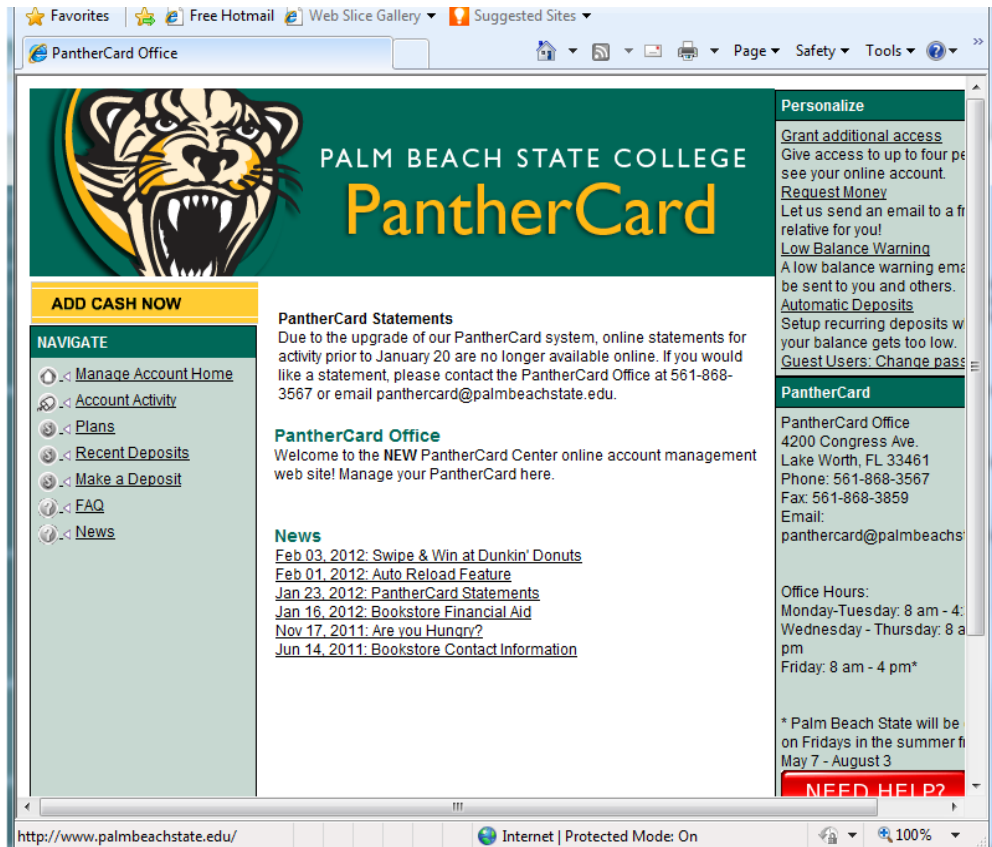 Favorites Free Hotmail Web Slice Gallery Suggested Sites
PantherCard Office
Page Safety Tools
PALM BEACH STATE COLLEGE
PantherCard
ADD CASH NOW
NAVIGATE
Manage Account Home
Account Activity
Plans
Recent Deposits
Make a Deposit
FAQ
News
PantherCard Statements
Due to the upgrade of our PantherCard system, online statements for
activity prior to January 20 are no longer available online. If you would
like a statement, please contact the PantherCard Office at 561-868-
3567 or email panthercard@palmbeachstate.edu.
PantherCard Office
Welcome to the NEW PantherCard Center online account management
web site! Manage your PantherCard here.
News
Feb 03, 2012: Swipe & Win at Dunkin' Donuts
Feb 01, 2012: Auto Reload Feature
Jan 23, 2012: PantherCard Statements
Jan 16, 2012: Bookstore Financial Aid
Nov 17, 2011: Are you Hungry?
Jun 14, 2011: Bookstore Contact Information
Personalize
Grant additional access
Give access to up to four pe
see your online account.
Request Money
Let us send an email to a fr
relative for you!
Low Balance Warning
A low balance warning ema
be sent to you and others.
Automatic Deposits
Setup recurring deposits w
your balance gets too low.
Guest Users: Change pass
PantherCard
PantherCard Office
4200 Congress Ave.
Lake Worth, FL 33461
Phone: 561-868-3567
Fax: 561-868-3859
Email:
panthercard@palmbeachs
Office Hours:
Monday-Tuesday: 8 am - 4:
Wednesday - Thursday: 8 a
pm
Friday: 8 am - 4 pm*
* Palm Beach State will be
on Fridays in the summer f
May 7 - August 3
NEED HELP?
http://www.palmbeachstate.edu/ Internet | Protected Mode: On 100%